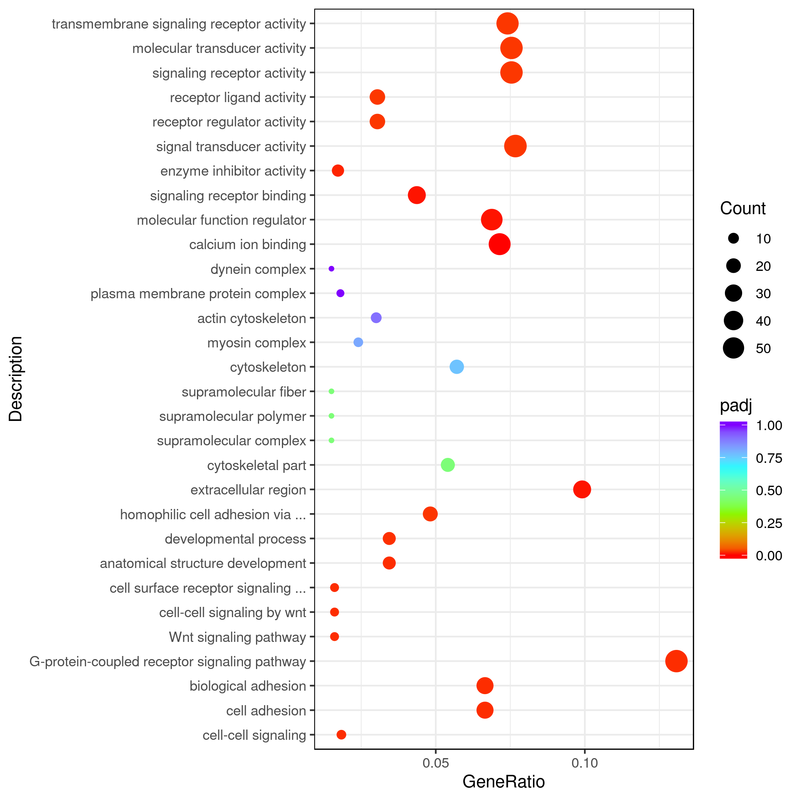 transmembrane signaling receptor activity
molecular transducer activity
signaling receptor activity
receptor ligand activity
receptor regulator activity
signal transducer activity
enzyme inhibitor activity
signaling receptor binding
molecular function regulator
calcium ion binding
dynein complex
plasma membrane protein complex
actin cytoskeleton
myosin complex
cytoskeleton
supramolecular fiber
supramolecular polymer
supramolecular complex
cytoskeletal part
extracellular region
homophilic cell adhesion via ...
developmental process
anatomical structure development
cell surface receptor signaling ...
cell-cell signaling by wnt
Wnt signaling pathway
G-protein-coupled receptor signaling pathway
biological adhesion
cell adhesion
cell-cell signaling
Description
0.05 0.10
GeneRatio
Count
10
20
30
40
50
padj
1.00
0.75
0.50
0.25
0.00